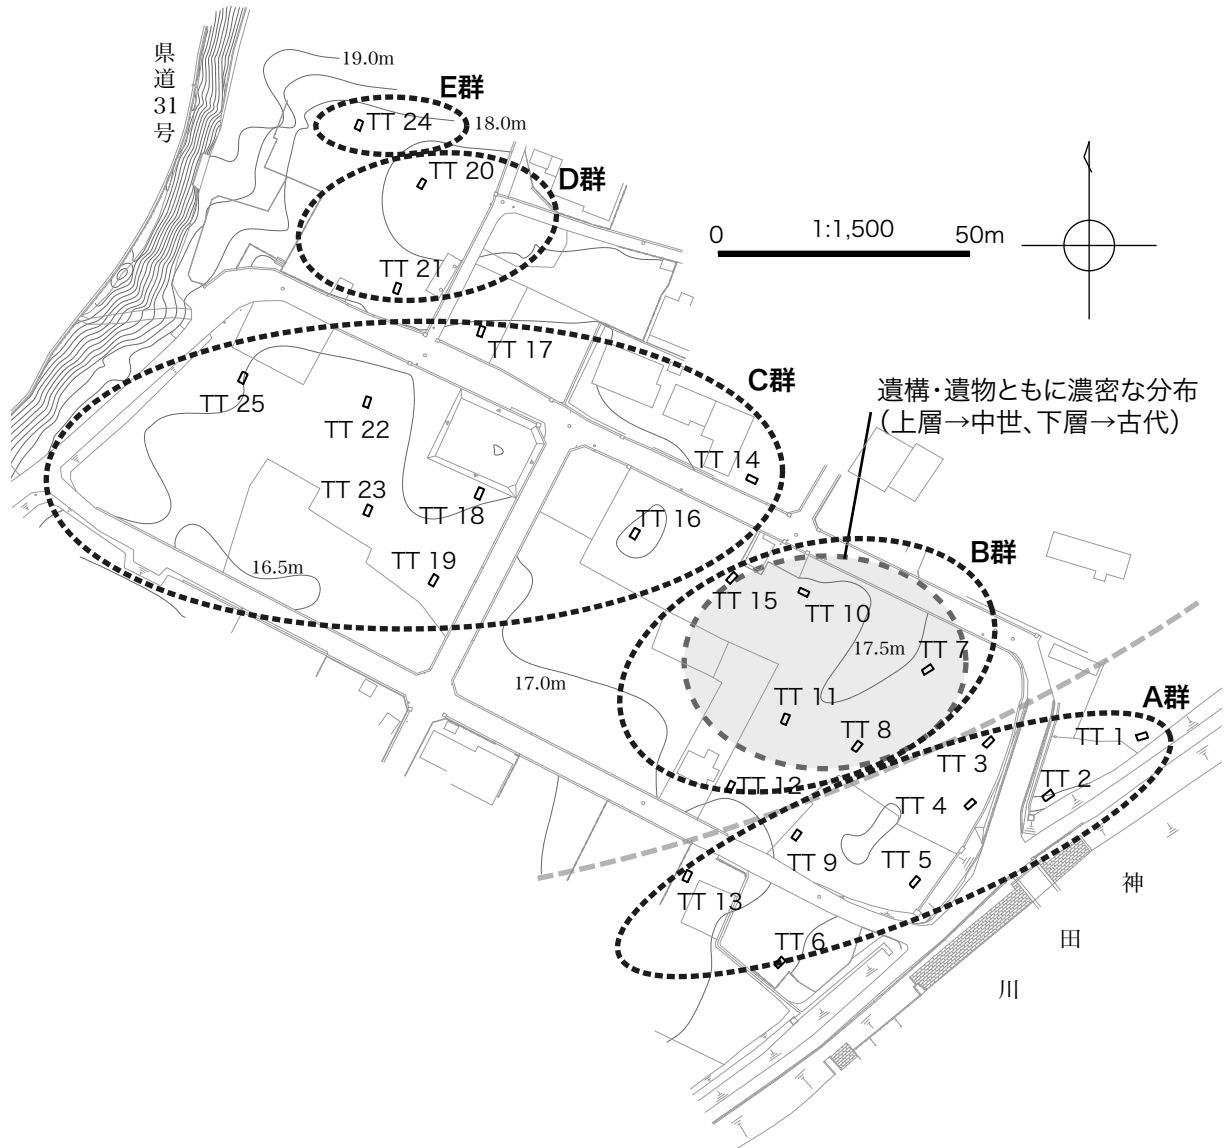 県道31号
19.0m
E群
TT 24
18.0m
TT 20
D群
0
1:1,500
50m
TT 21
TT 17
C群
遺構・遺物ともに濃密な分布
（上層→中世、下層→古代）
TT 25
TT 22
TT 14
TT 23
TT 18
TT 16
B群
16.5m
TT 19
TT 15
TT 10
17.5m
TT 7
17.0m
TT 11
A群
TT 8
TT 1
TT 3
TT 12
TT 2
TT 4
TT 9
TT 5
TT 13
TT 6
神田川